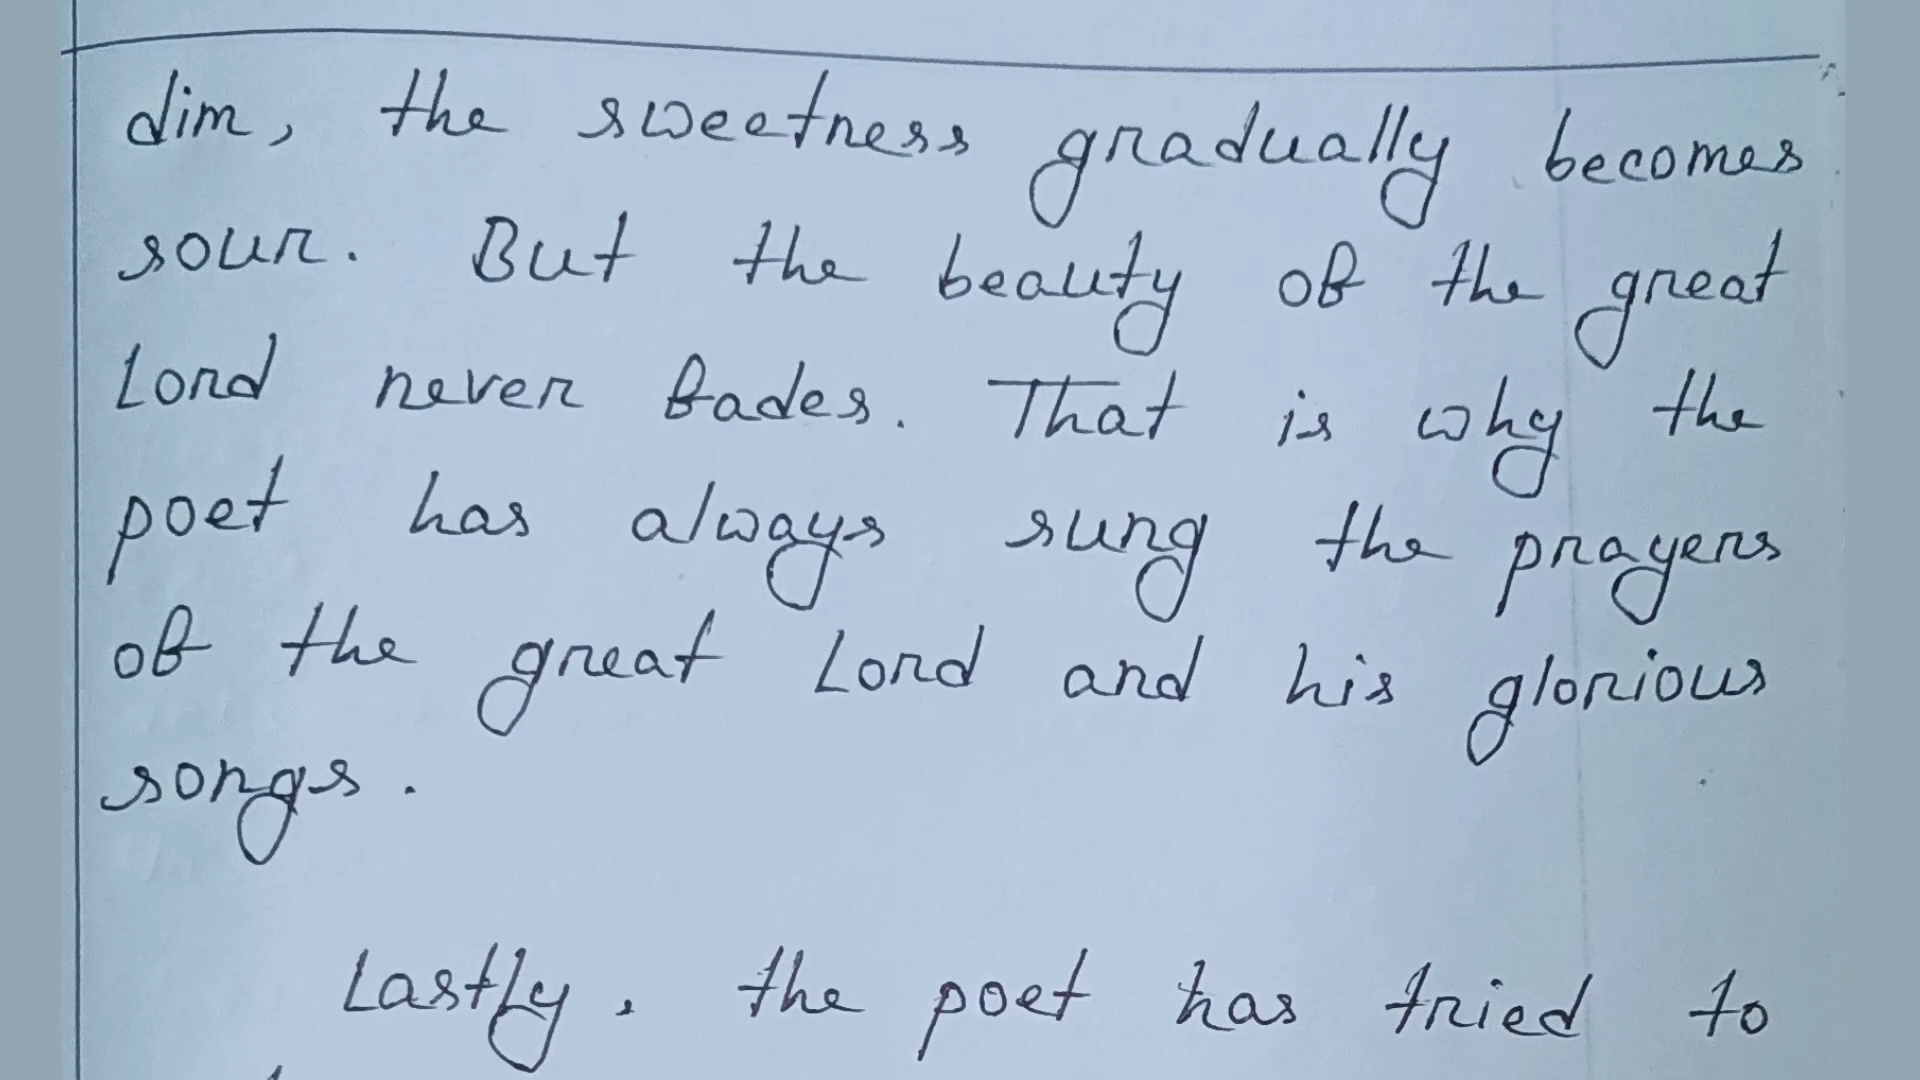 dim, the sweetness gradually becomes
sour. But the beauty of the great
Lord never fades. That is why the
poet has always sung the prayers
of the great Lord and his glorious
songs.
Lastly, the poet has tried to